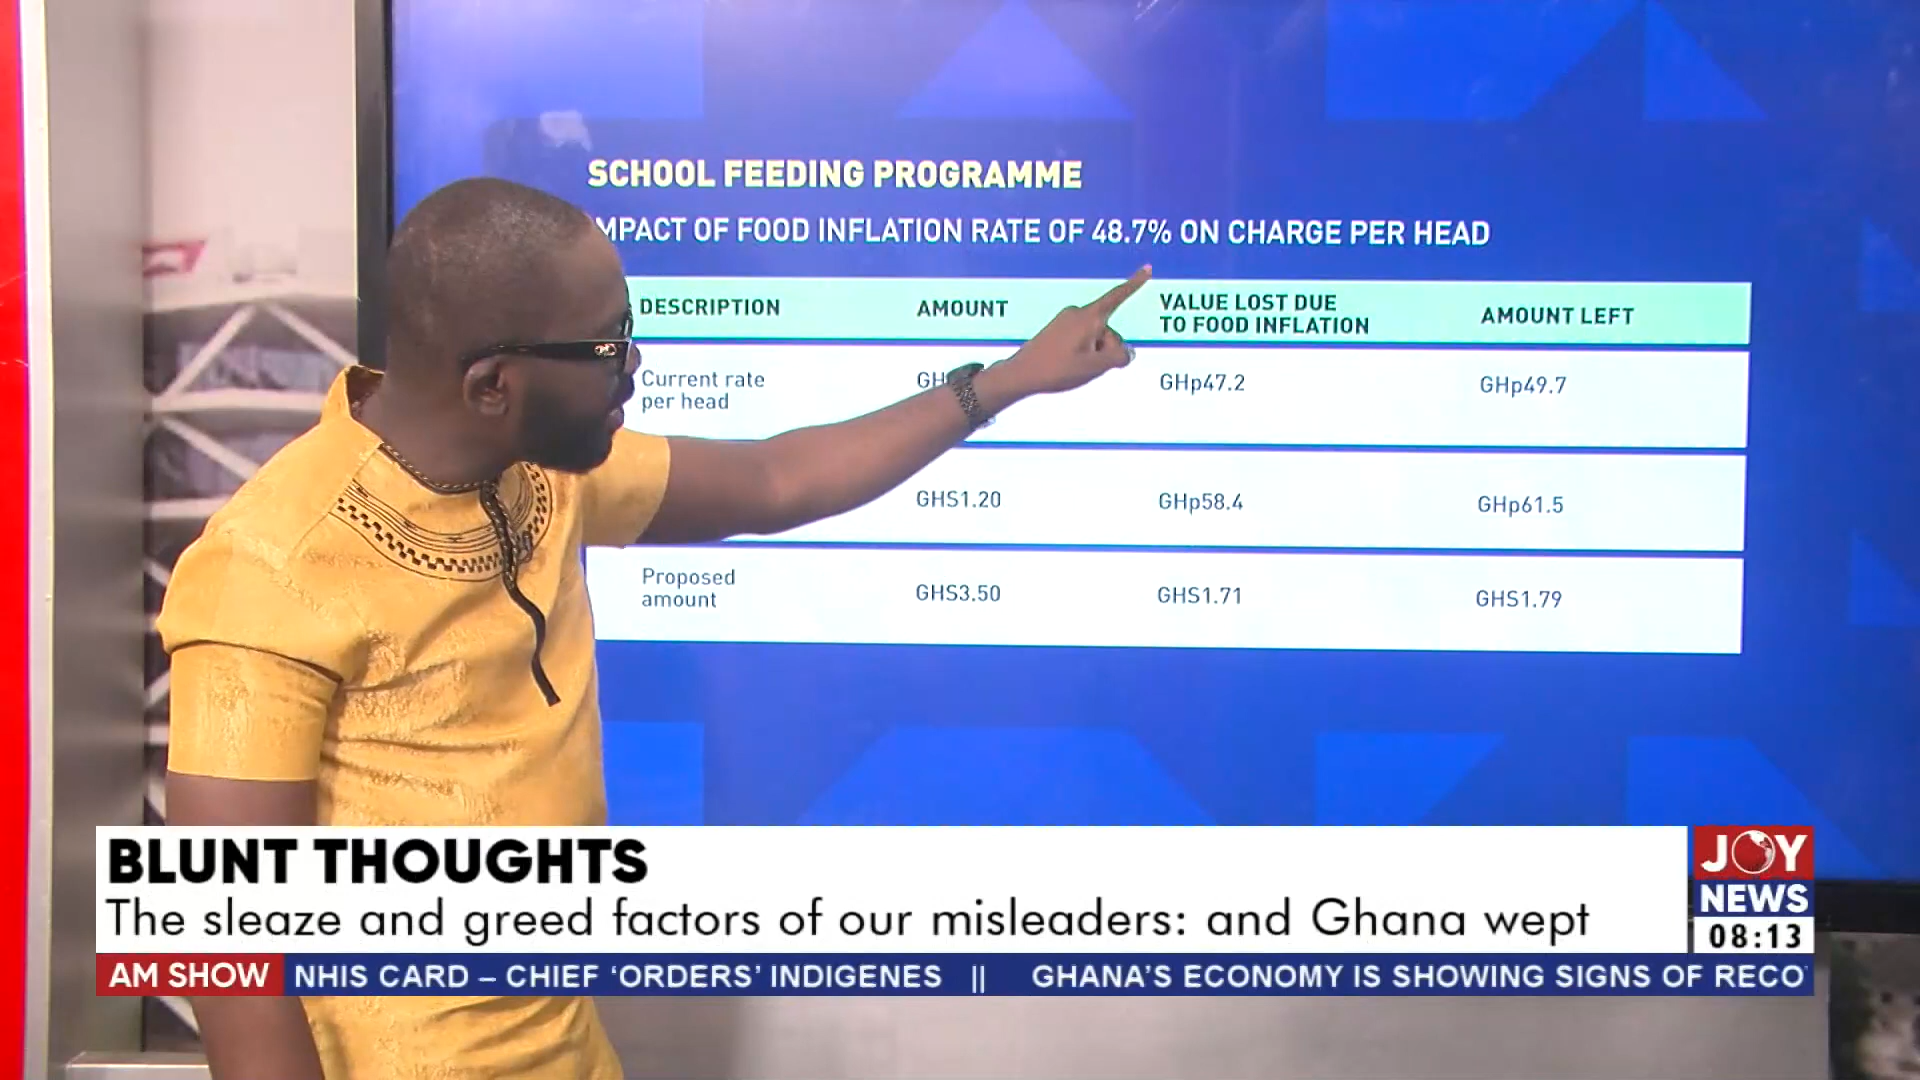 SCHOOL FEEDING PROGRAMME
MPACT OF FOOD INFLATION RATE OF 48.7% ON CHARGE PER HEAD
DESCRIPTION AMOUNT VALUE LOST DUE TO FOOD INFLATION AMOUNT LEFT
Current rate per head GH GHp47.2 GHp49.7
GHS1.20 GHp58.4 GHp61.5
Proposed amount GHS3.50 GHS1.71 GHS1.79
BLUNT THOUGHTS
The sleaze and greed factors of our misleaders: and Ghana wept
JOY
NEWS
08:13
AM SHOW NHIS CARD – CHIEF ‘ORDERS’ INDIGENES || GHANA’S ECONOMY IS SHOWING SIGNS OF RECO